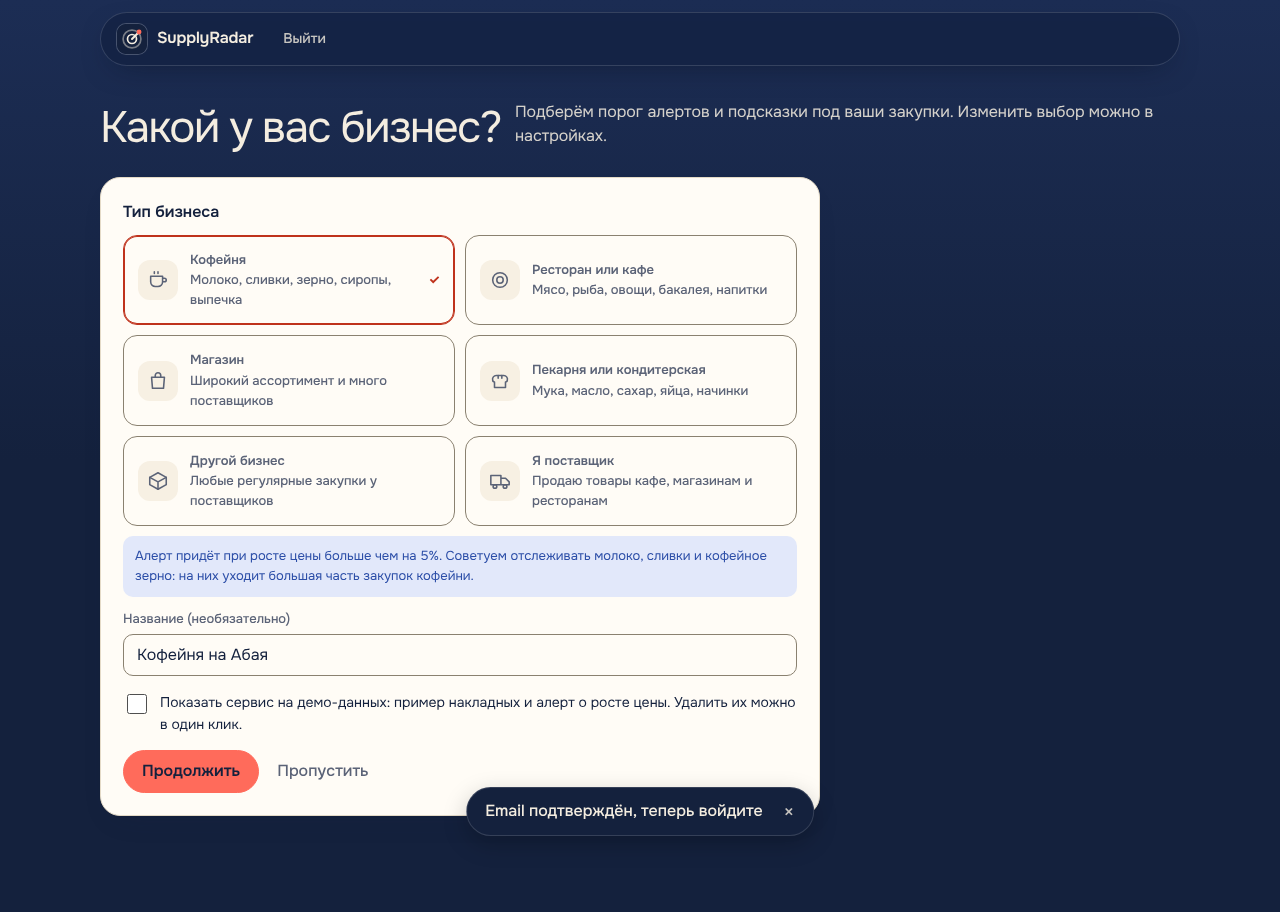 SupplyRadar
Выйти
Какой у вас бизнес?
Подберём порог алертов и подсказки под ваши закупки. Изменить выбор можно в
настройках.
Тип бизнеса
Кофейня
Молоко, сливки, зерно, сиропы,
выпечка
Ресторан или кафе
Мясо, рыба, овощи, бакалея, напитки
Магазин
Широкий ассортимент и много
поставщиков
Пекарня или кондитерская
Мука, масло, сахар, яйца, начинки
Другой бизнес
Любые регулярные закупки у
поставщиков
Я поставщик
Продаю товары кафе, магазинам и
ресторанам
Алерт придёт при росте цены больше чем на 5%. Советуем отслеживать молоко, сливки и кофейное
зерно: на них уходит большая часть закупок кофейни.
Название (необязательно)
Кофейня на Абая
Показать сервис на демо-данных: пример накладных и алерт о росте цены. Удалить их можно
в один клик.
Продолжить
Пропустить
Email подтверждён, теперь войдите